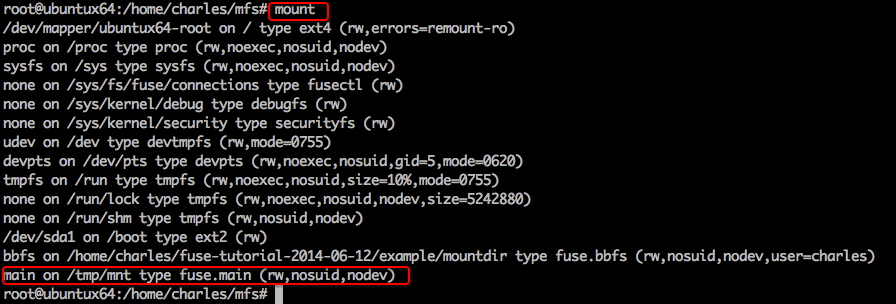 root@ubuntux64:/home/charles/mfs# mount
/dev/mapper/ubuntux64-root on / type ext4 (rw,errors=remount-ro)
proc on /proc type proc (rw,noexec,nosuid,nodev)
sysfs on /sys type sysfs (rw,noexec,nosuid,nodev)
none on /sys/fs/fuse/connections type fusectl (rw)
none on /sys/kernel/debug type debugfs (rw)
none on /sys/kernel/security type securityfs (rw)
udev on /dev type devtmpfs (rw,mode=0755)
devpts on /dev/pts type devpts (rw,noexec,nosuid,gid=5,mode=0620)
tmpfs on /run type tmpfs (rw,noexec,nosuid,size=10%,mode=0755)
none on /run/lock type tmpfs (rw,noexec,nosuid,nodev,size=5242880)
none on /run/shm type tmpfs (rw,nosuid,nodev)
/dev/sda1 on /boot type ext2 (rw)
bbfs on /home/charles/fuse-tutorial-2014-06-12/example/mountdir type fuse.bbfs (rw,nosuid,nodev,user=charles)
main on /tmp/mnt type fuse.main (rw,nosuid,nodev)
root@ubuntux64:/home/charles/mfs#